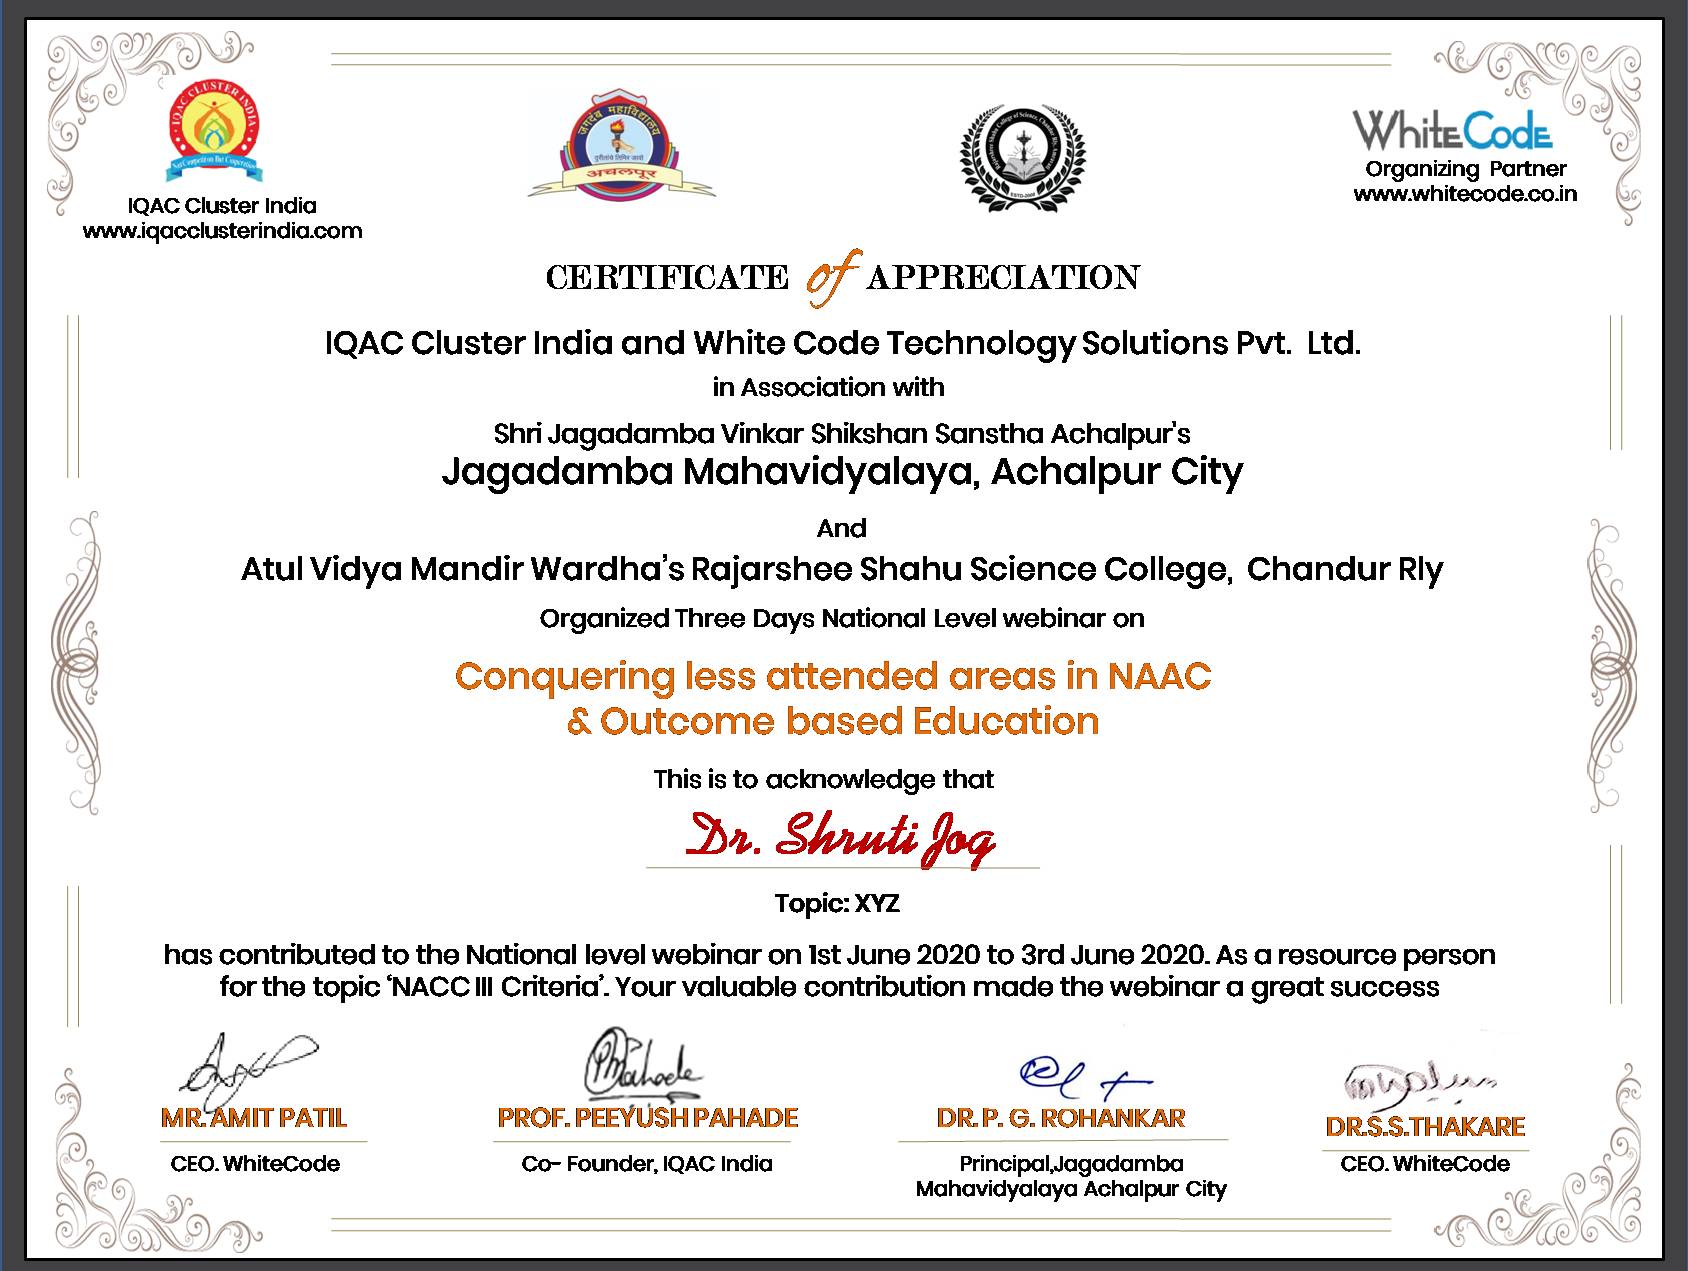 IQAC CLUSTER INDIA
Not Competition But Cooperation
IQAC Cluster India
www.iqacclusterindia.com
जगदंब महाविद्यालय
अचलपूर
ESTD-2008
WhiteCode
Organizing Partner
www.whitecode.co.in
CERTIFICATE of APPRECIATION
IQAC Cluster India and White Code Technology Solutions Pvt. Ltd.
in Association with
Shri Jagadamba Vinkar Shikshan Sanstha Achalpur's
Jagadamba Mahavidyalaya, Achalpur City
And
Atul Vidya Mandir Wardha’s Rajarshee Shahu Science College, Chandur Rly
Organized Three Days National Level webinar on
Conquering less attended areas in NAAC
& Outcome based Education
This is to acknowledge that
Dr. Shruti Jog
Topic: XYZ
has contributed to the National level webinar on 1st June 2020 to 3rd June 2020. As a resource person
for the topic ‘NACC III Criteria’. Your valuable contribution made the webinar a great success
MR. AMIT PATIL
CEO. WhiteCode
PROF. PEEYUSH PAHADE
Co- Founder, IQAC India
DR. P. G. ROHANKAR
Principal,Jagadamba
Mahavidyalaya Achalpur City
DR.S.S.THAKARE
CEO. WhiteCode